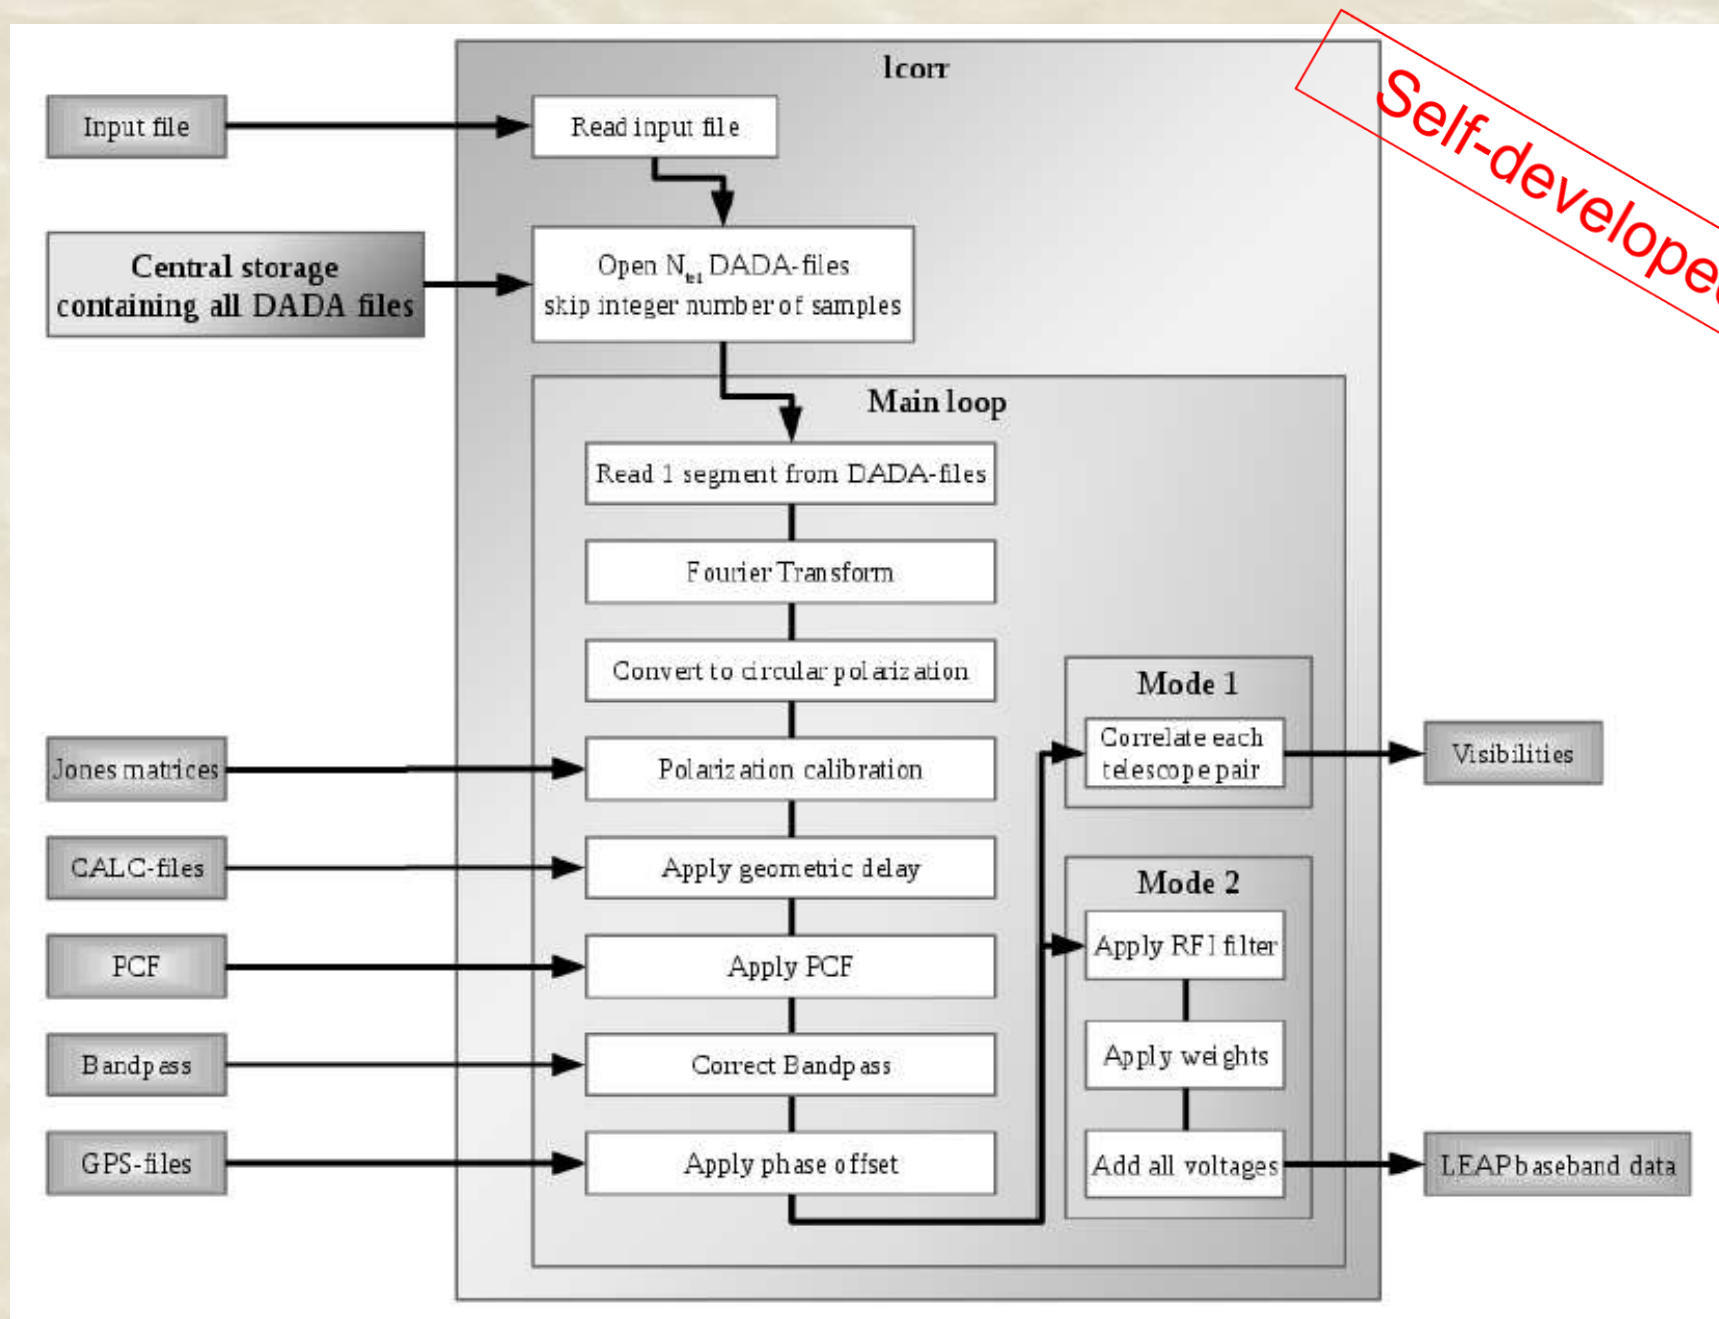 lcorr
Self-developed
Input file
Read input file
Central storage
containing all DADA files
Open N_tel DADA-files
skip integer number of samples
Main loop
Read 1 segment from DADA-files
Fourier Transform
Convert to circular polarization
Mode 1
Correlate each
telescope pair
Visibilities
Jones matrices
Polarization calibration
CALC-files
Apply geometric delay
Mode 2
PCF
Apply PCF
Apply RFI filter
Bandpass
Correct Bandpass
Apply weights
GPS-files
Apply phase offset
Add all voltages
LEAP baseband data